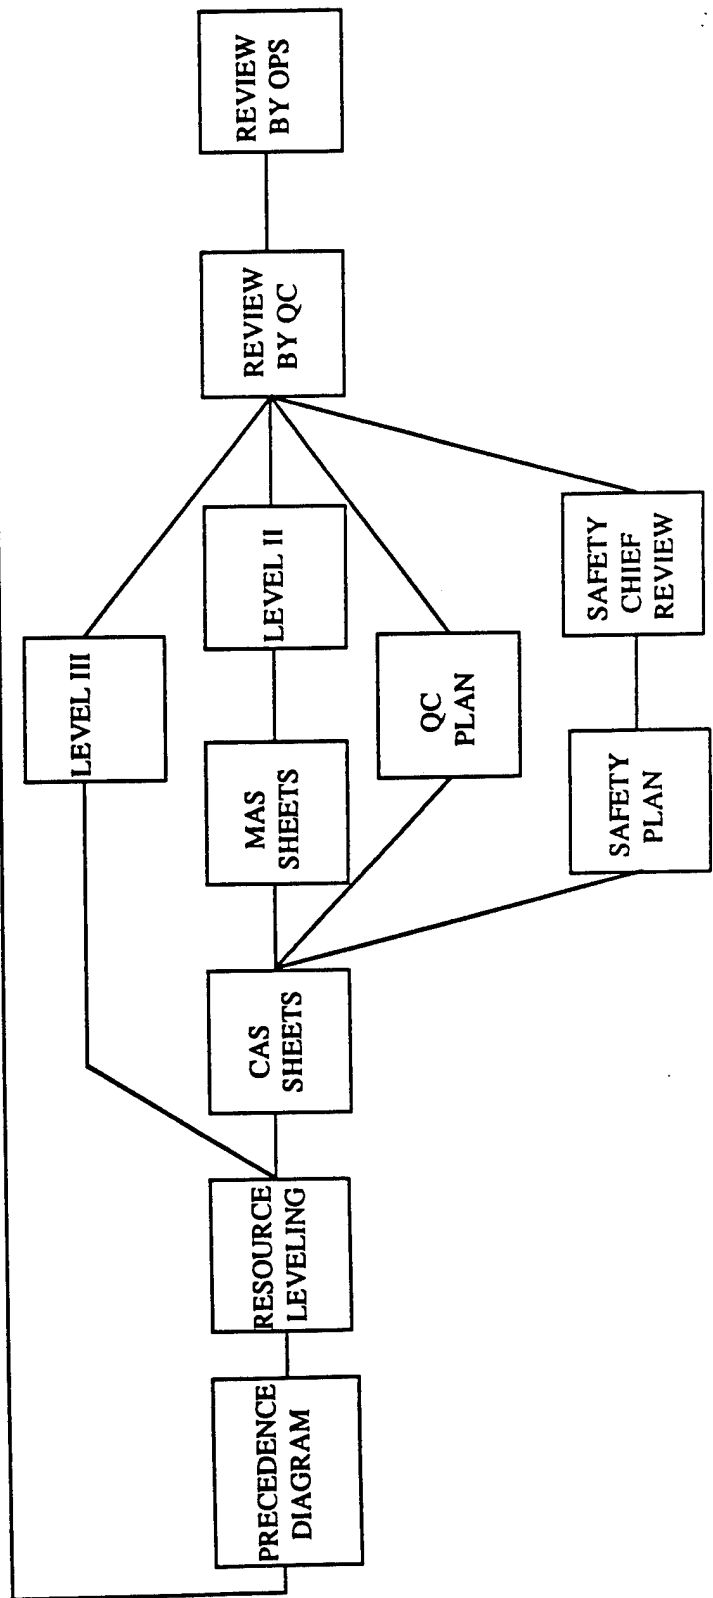 PRECEDENCE
DIAGRAM
RESOURCE
LEVELING
CAS
SHEETS
LEVEL III
MAS
SHEETS
LEVEL II
QC
PLAN
SAFETY
PLAN
SAFETY
CHIEF
REVIEW
REVIEW
BY QC
REVIEW
BY OPS